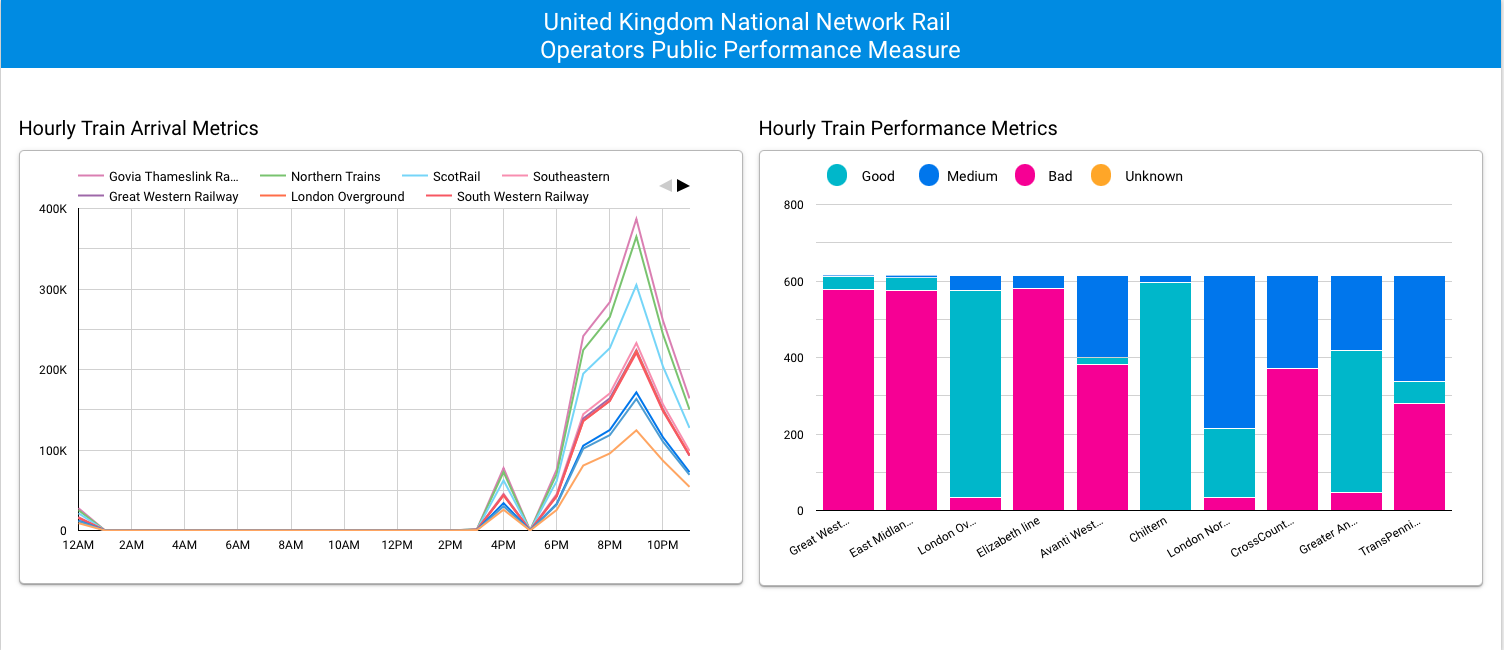 United Kingdom National Network Rail
Operators Public Performance Measure
Hourly Train Arrival Metrics
Govia Thameslink Ra...
Northern Trains
ScotRail
Southeastern
Great Western Railway
London Overground
South Western Railway
400K
300K
200K
100K
0
12AM
2AM
4AM
6AM
8AM
10AM
12PM
2PM
4PM
6PM
8PM
10PM
Hourly Train Performance Metrics
Good
Medium
Bad
Unknown
800
600
400
200
0
Great West...
East Midlan...
London Ov...
Elizabeth line
Avanti West...
Chiltern
London Nor...
CrossCount...
Greater An...
TransPenni...